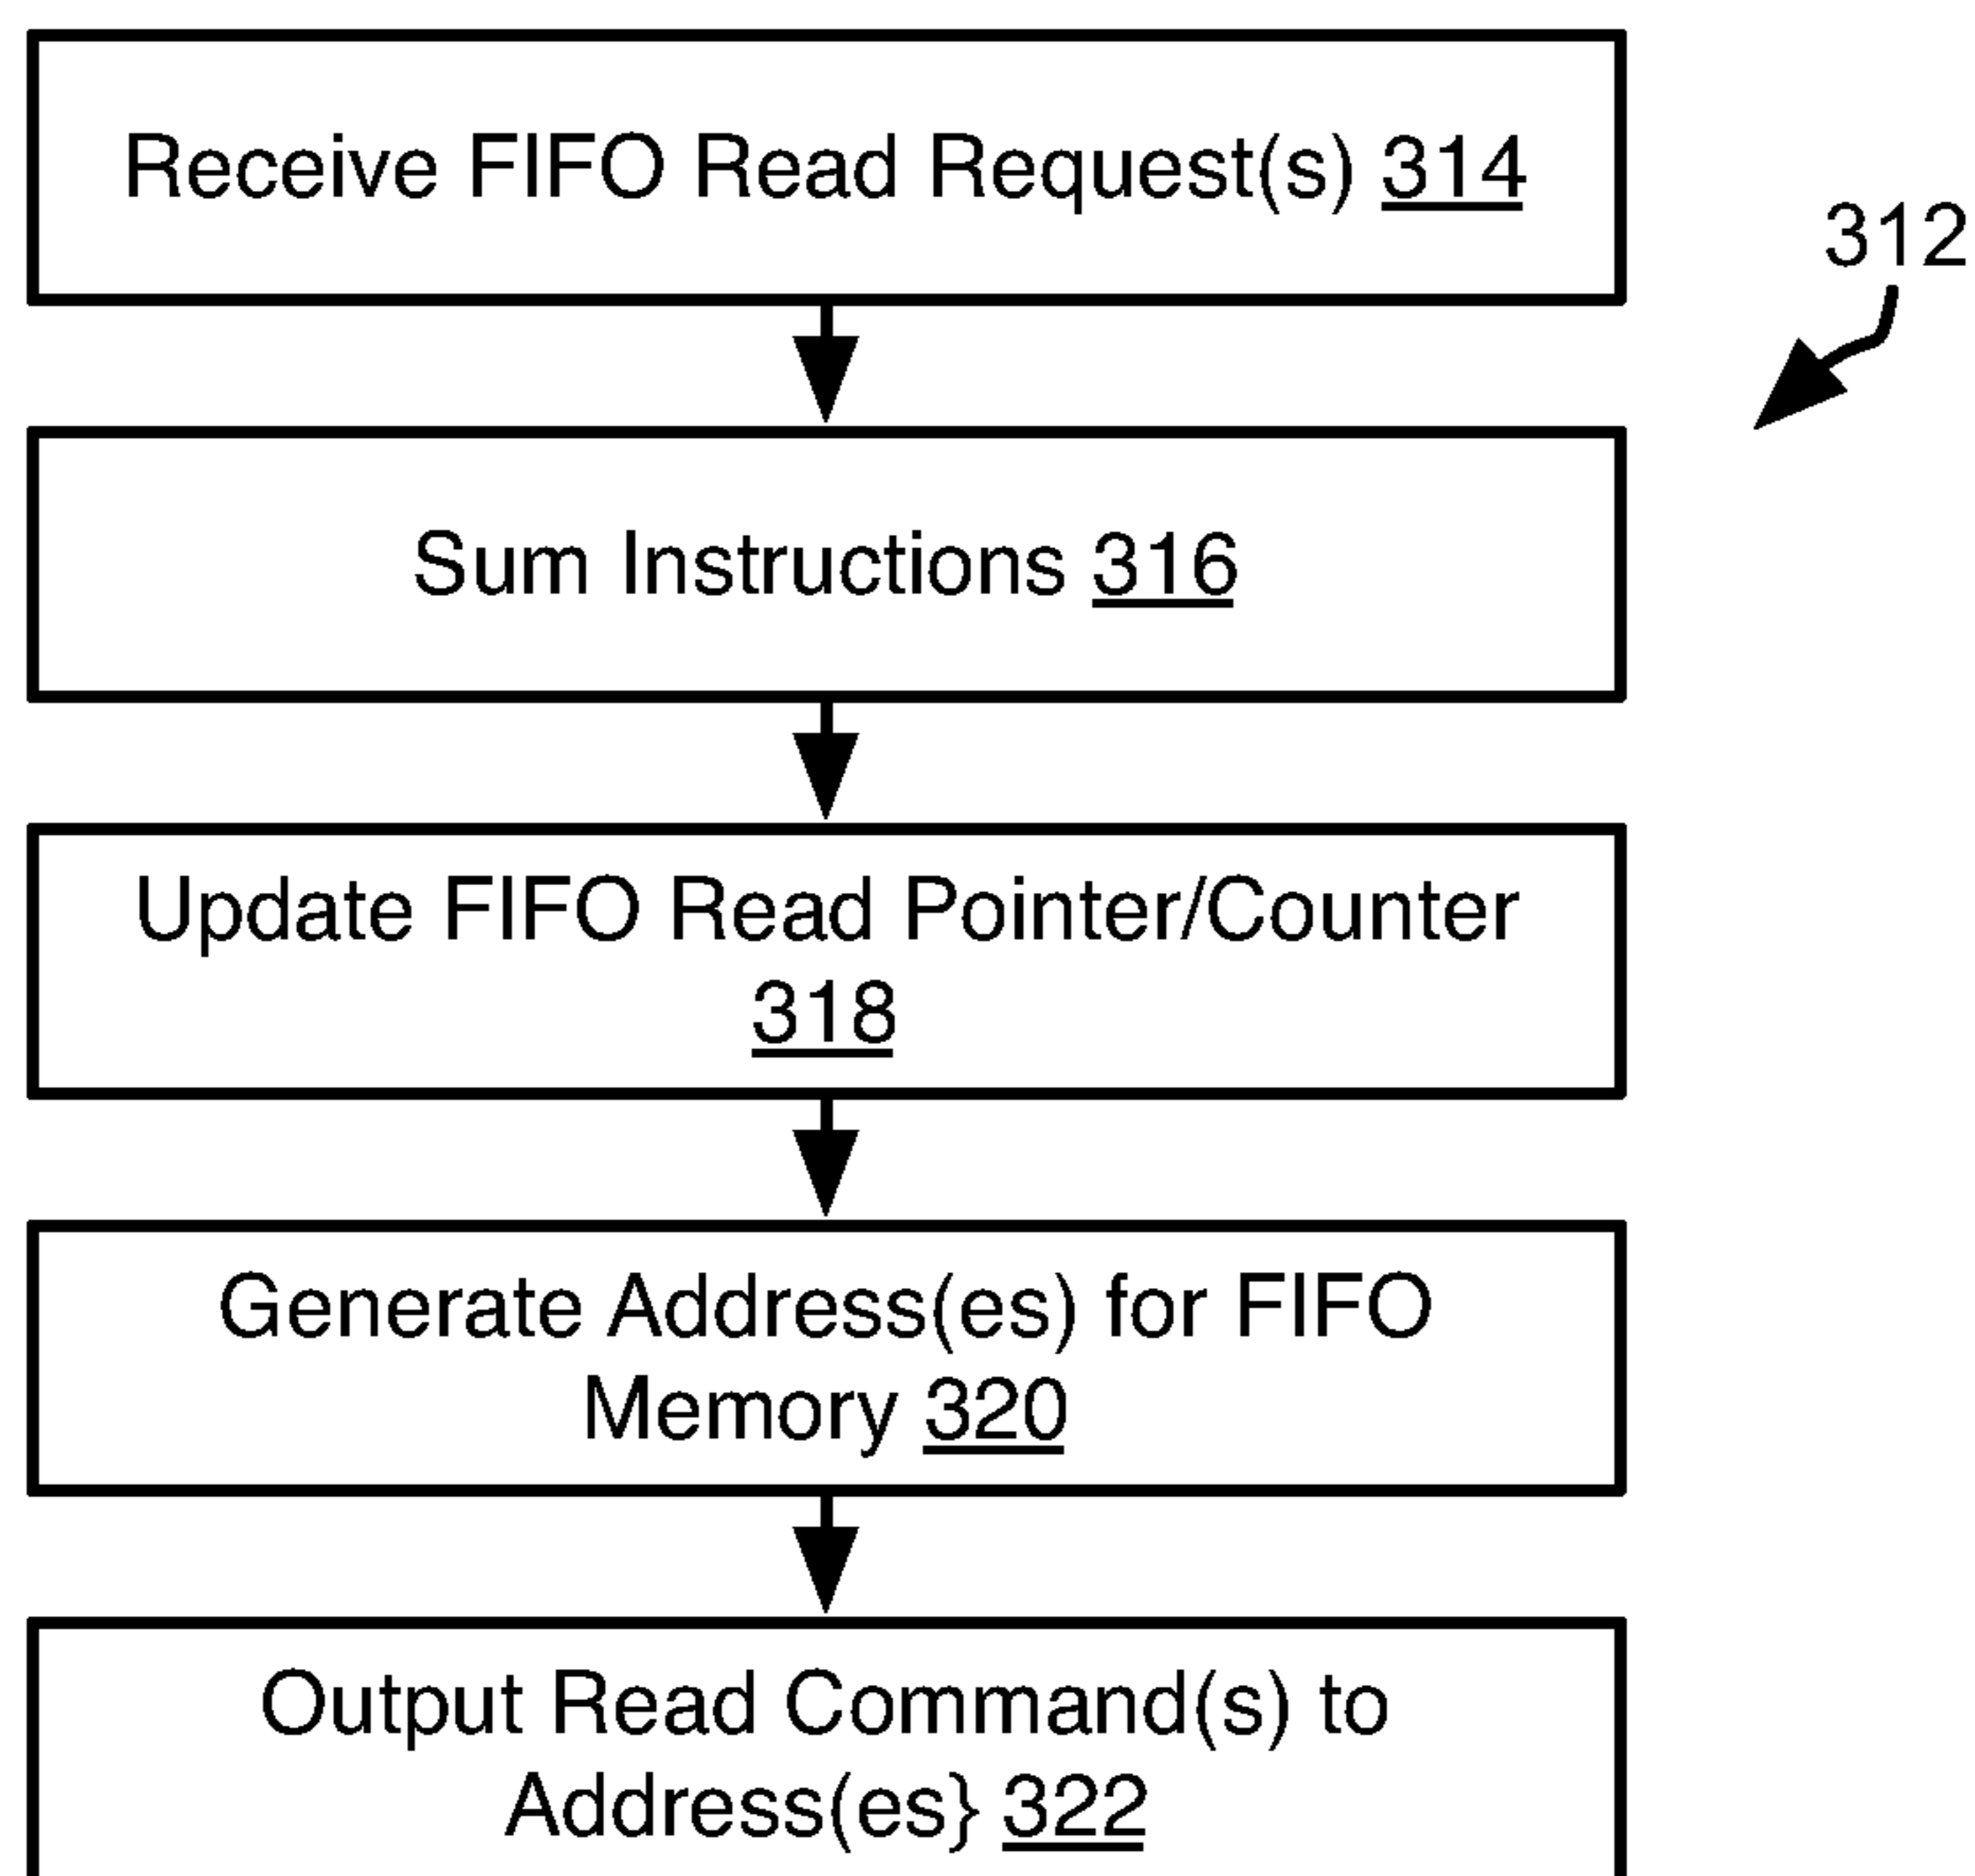 Receive FIFO Read Request(s) 314
312
Sum Instructions 316
Update FIFO Read Pointer/Counter
318
Generate Address(es) for FIFO
Memory 320
Output Read Command(s) to
Address(es} 322